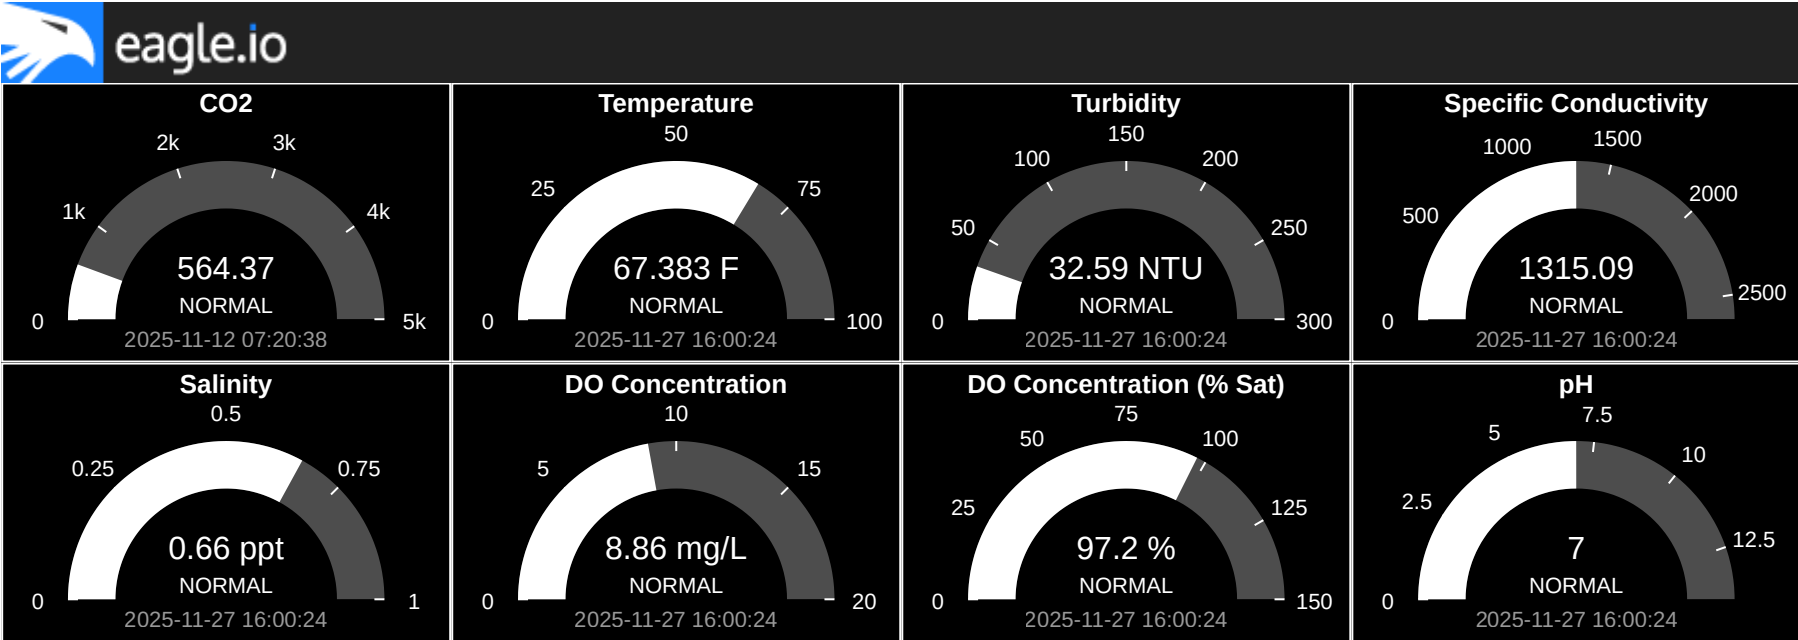 eagle.io
CO2
2k
3k
1k
4k
564.37
NORMAL
0
5k
2025-11-12 07:20:38
Temperature
50
25
75
67.383 F
NORMAL
0
100
2025-11-27 16:00:24
Turbidity
150
100
200
50
250
32.59 NTU
NORMAL
0
300
2025-11-27 16:00:24
Specific Conductivity
1000
1500
500
2000
1315.09
2500
NORMAL
0
2025-11-27 16:00:24
Salinity
0.5
0.25
0.75
0.66 ppt
NORMAL
0
1
2025-11-27 16:00:24
DO Concentration
10
5
15
8.86 mg/L
NORMAL
0
20
2025-11-27 16:00:24
DO Concentration (% Sat)
75
50
100
25
125
97.2 %
NORMAL
0
150
2025-11-27 16:00:24
pH
7.5
5
10
2.5
12.5
7
NORMAL
0
2025-11-27 16:00:24